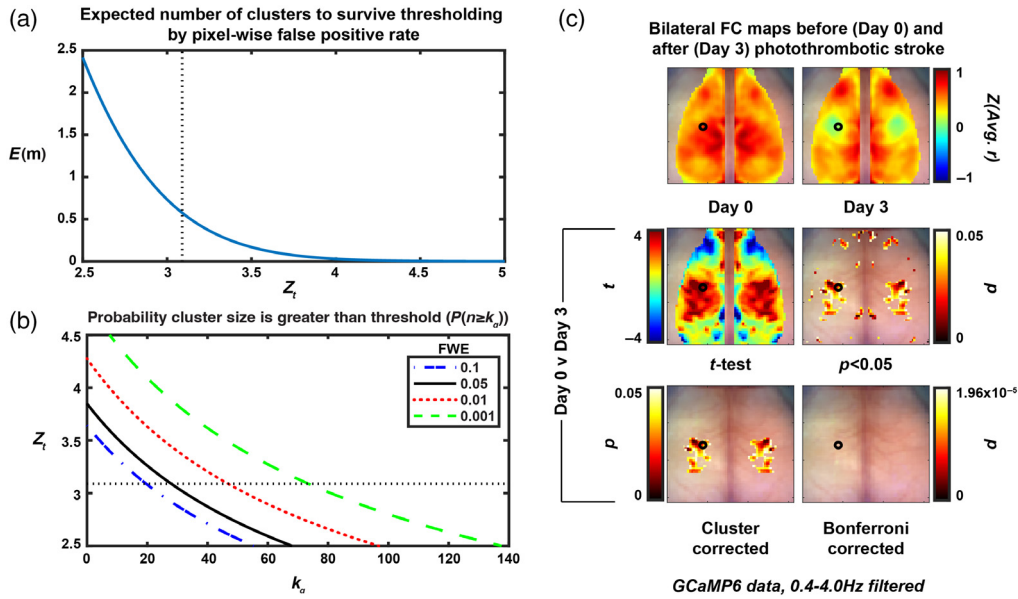 (a)
Expected number of clusters to survive thresholding
by pixel-wise false positive rate
2.5
2
1.5
E(m)
1
0.5
0
2.5 3 3.5 4 4.5 5
Zt
(b)
Probability cluster size is greater than threshold (P(n≥kα))
4.5
4
3.5
Zt
3
2.5
0 20 40 60 80 100 120 140
kα
FWE
0.1
0.05
0.01
0.001
(c)
Bilateral FC maps before (Day 0) and
after (Day 3) photothrombotic stroke
1
0
–1
Z(Avg. r)
Day 0 Day 3
Day 0 v Day 3
4
t
–4
0.05
p
0
t-test p<0.05
0.05
p
0
1.96x10⁻⁵
p
0
Cluster
corrected
Bonferroni
corrected
GCaMP6 data, 0.4-4.0Hz filtered